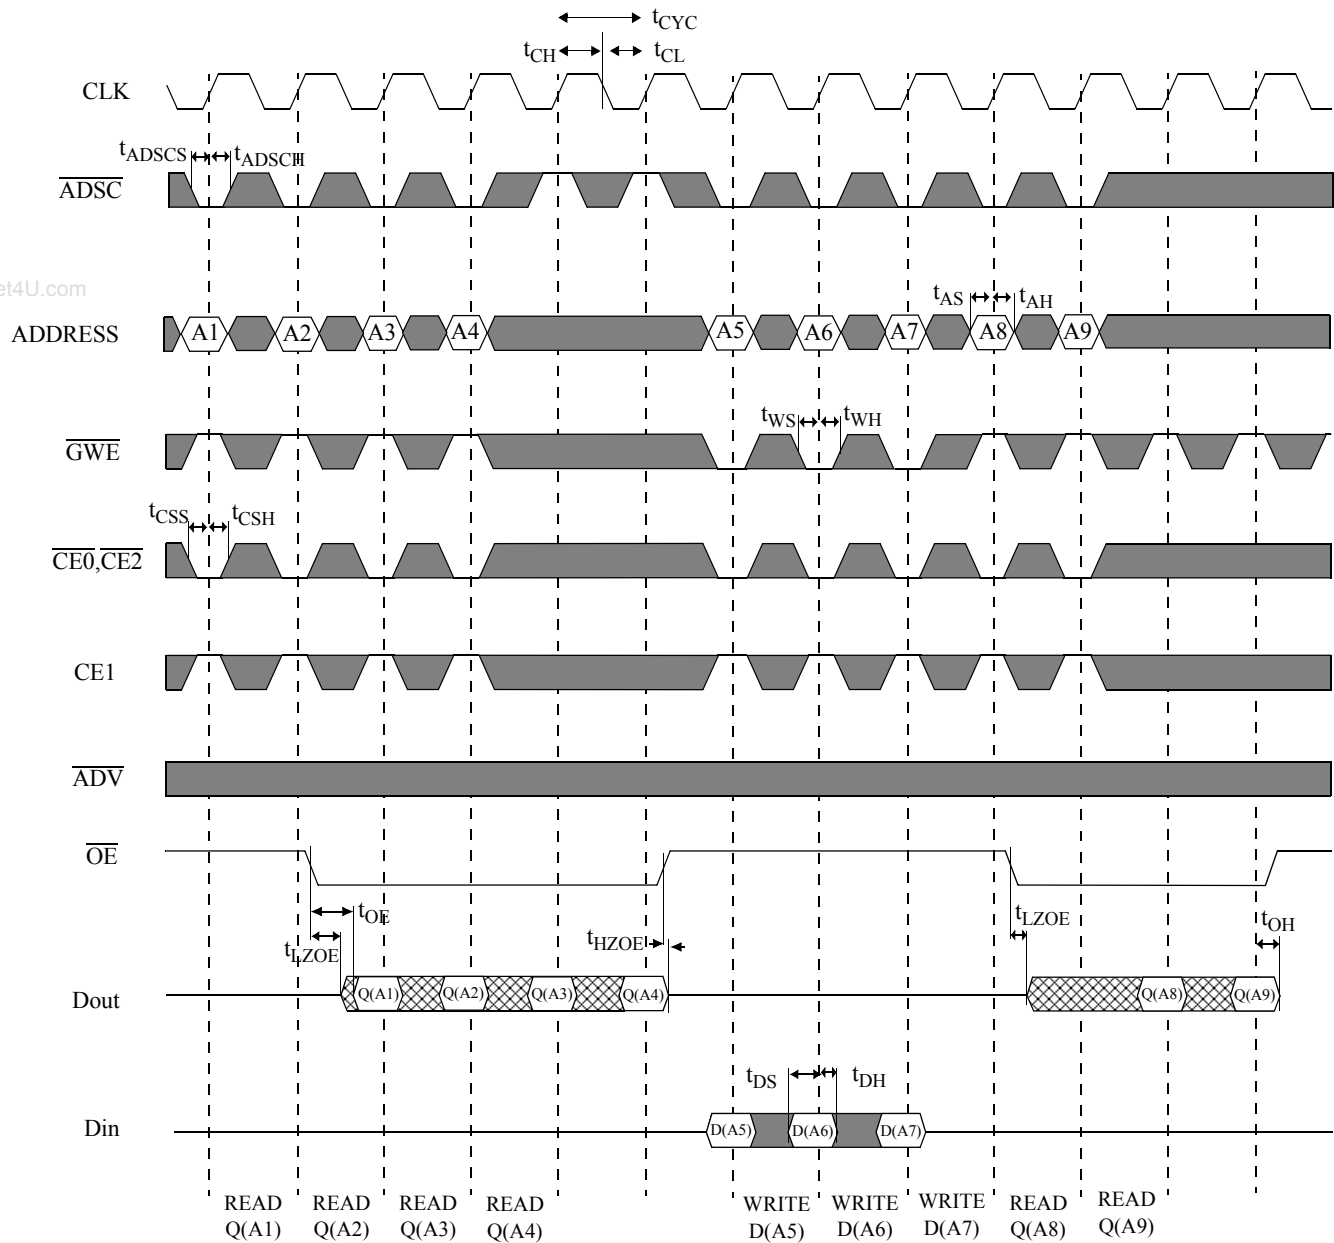 tCYC
tCH tCL
CLK
tADSCS tADSCH
ADSC
et4U.com
tAS tAH
ADDRESS A1 A2 A3 A4 A5 A6 A7 A8 A9
tWS tWH
GWE
tCSS tCSH
CE0,CE2
CE1
ADV
OE
tOE tLZOE tOH
tLZOE tHZOE
Dout Q(A1) Q(A2) Q(A3) Q(A4) Q(A8) Q(A9)
tDS tDH
Din D(A5) D(A6) D(A7)
READ READ READ READ WRITE WRITE WRITE READ READ
Q(A1) Q(A2) Q(A3) Q(A4) D(A5) D(A6) D(A7) Q(A8) Q(A9)